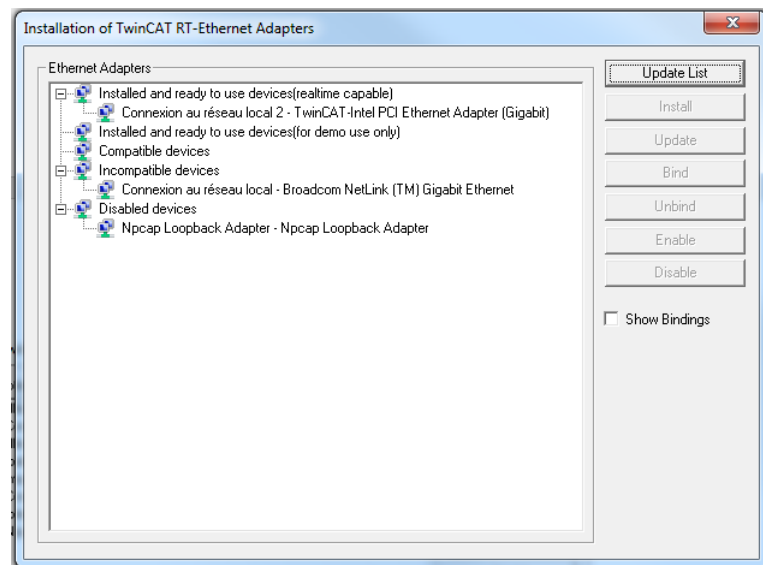 Installation of TwinCAT RT-Ethernet Adapters
Ethernet Adapters
Installed and ready to use devices(realtime capable)
Connexion au réseau local 2 - TwinCAT-Intel PCI Ethernet Adapter (Gigabit)
Installed and ready to use devices(for demo use only)
Compatible devices
Incompatible devices
Connexion au réseau local - Broadcom NetLink (TM) Gigabit Ethernet
Disabled devices
Npcap Loopback Adapter - Npcap Loopback Adapter
Update List
Install
Update
Bind
Unbind
Enable
Disable
Show Bindings